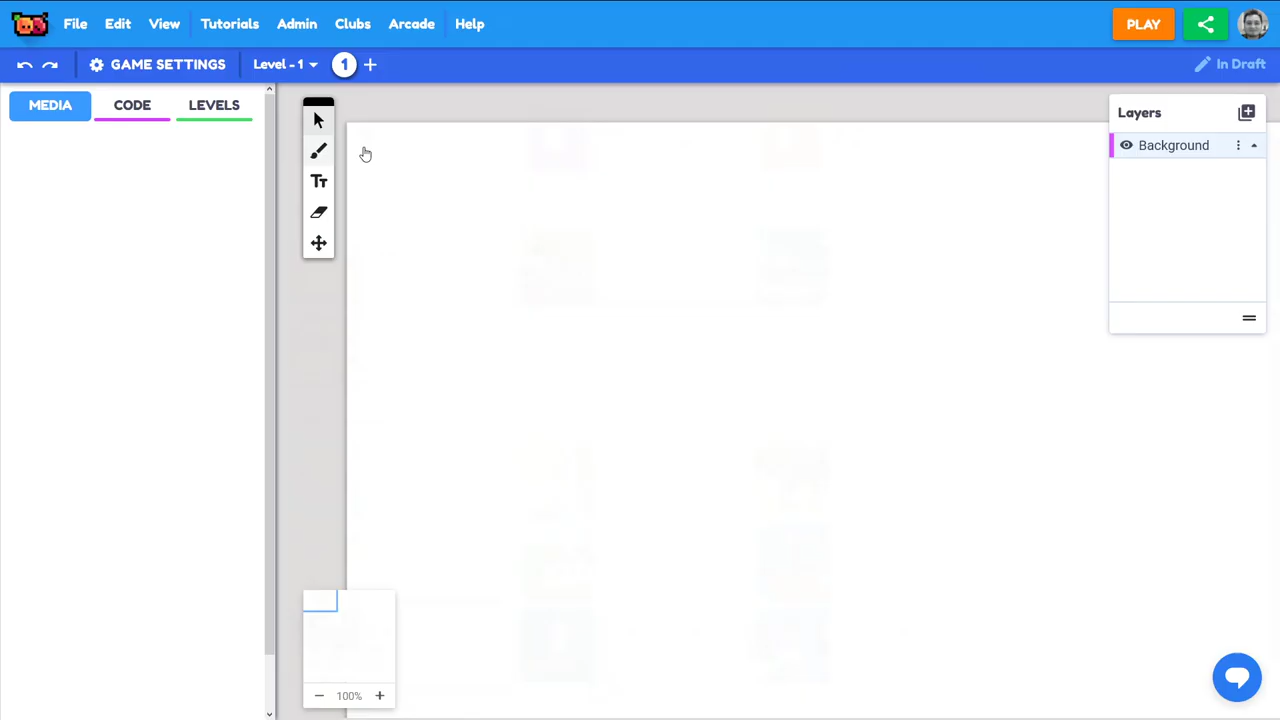 File Edit View Tutorials Admin Clubs Arcade Help PLAY
GAME SETTINGS Level - 1 1 + In Draft
MEDIA CODE LEVELS
Layers
Background
Tt
− 100% +